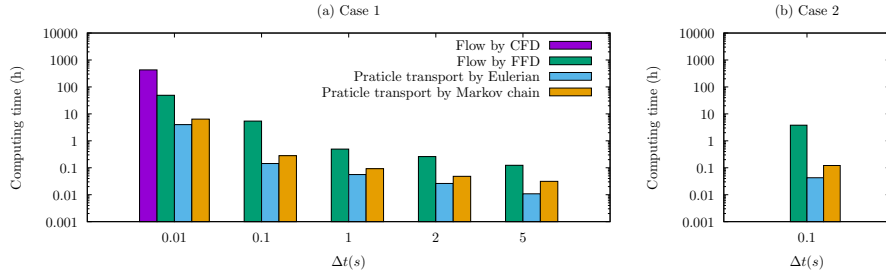 (a) Case 1
Computing time (h)
10000
1000
100
10
1
0.1
0.01
0.001
Flow by CFD
Flow by FFD
Praticle transport by Eulerian
Praticle transport by Markov chain
0.01 0.1 1 2 5
Δt(s)
(b) Case 2
Computing time (h)
10000
1000
100
10
1
0.1
0.01
0.001
0.1
Δt(s)